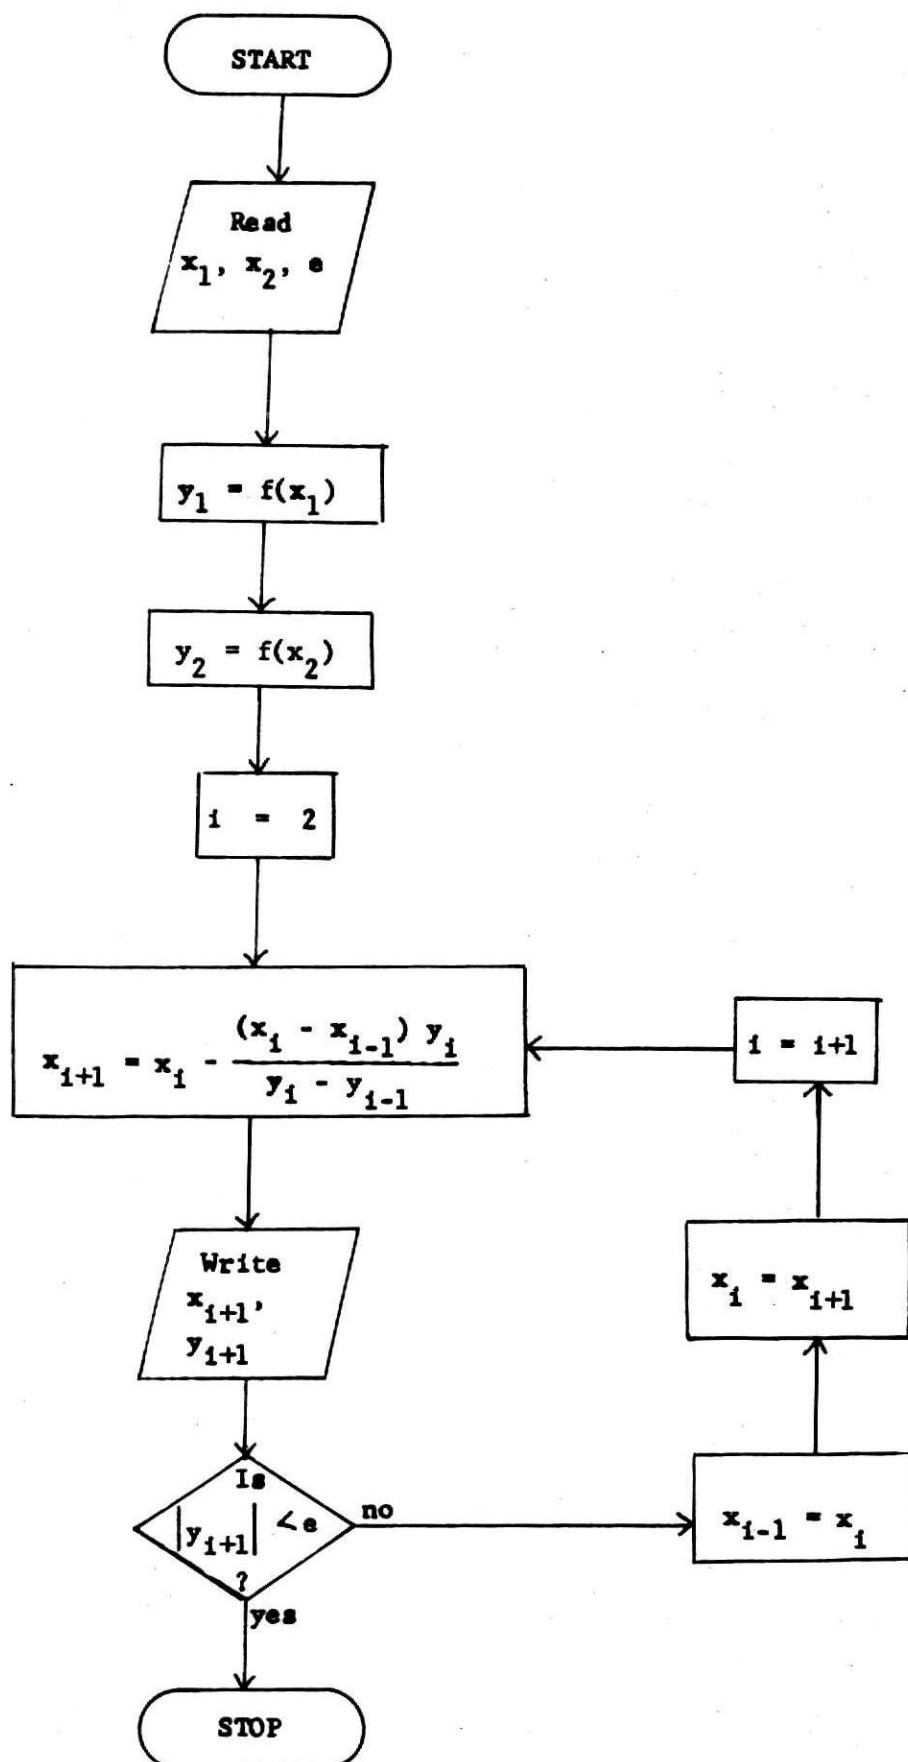 START
Read
x₁, x₂, e
y₁ = f(x₁)
y₂ = f(x₂)
i = 2
xᵢ₊₁ = xᵢ - (xᵢ - xᵢ₋₁) yᵢ / yᵢ - yᵢ₋₁
Write
xᵢ₊₁,
yᵢ₊₁
Is
|yᵢ₊₁| < e
?
yes
STOP
no
xᵢ₋₁ = xᵢ
xᵢ = xᵢ₊₁
i = i+1